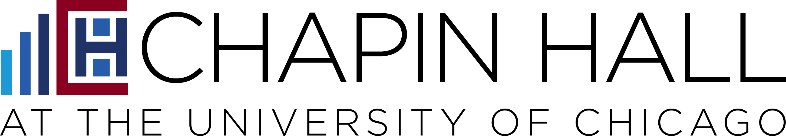 CHAPIN HALL
AT THE UNIVERSITY OF CHICAGO